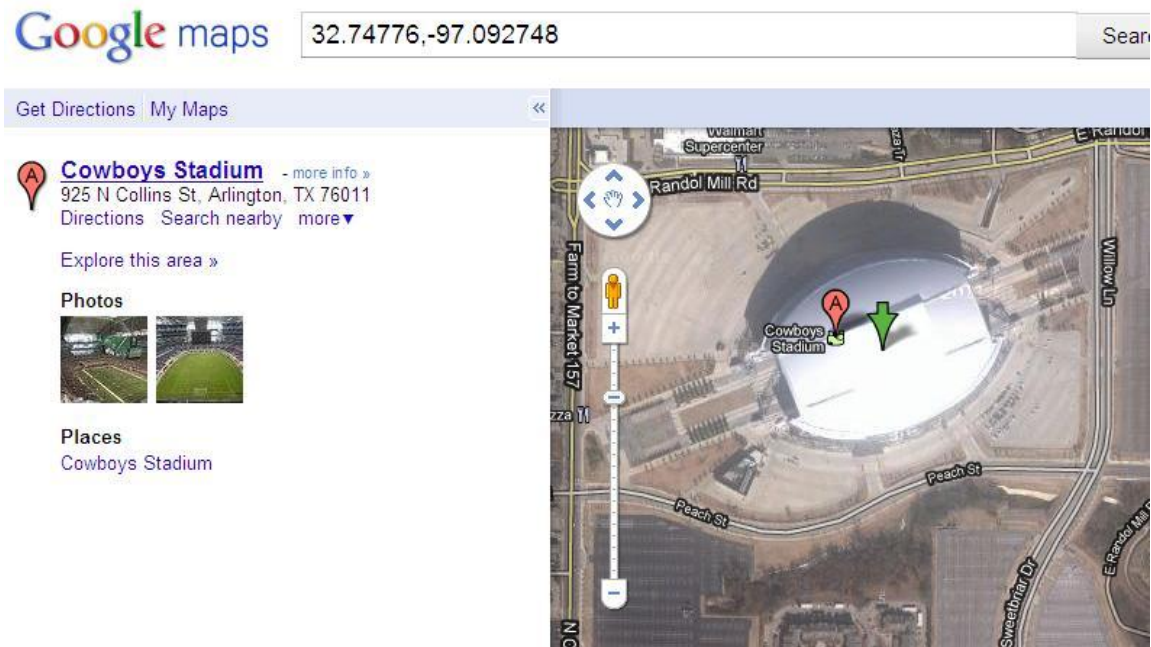 Google maps
32.74776,-97.092748
Get Directions My Maps
«
A Cowboys Stadium - more info »
925 N Collins St, Arlington, TX 76011
Directions Search nearby more▼
Explore this area »
Photos
Places
Cowboys Stadium
Walmart
Supercenter
Randol Mill Rd
E Randol
Farm to Market 157
Willow Ln
A
Cowboys
Stadium
Peach St
Peach St
Sweetbriar Dr
E Randol Mill